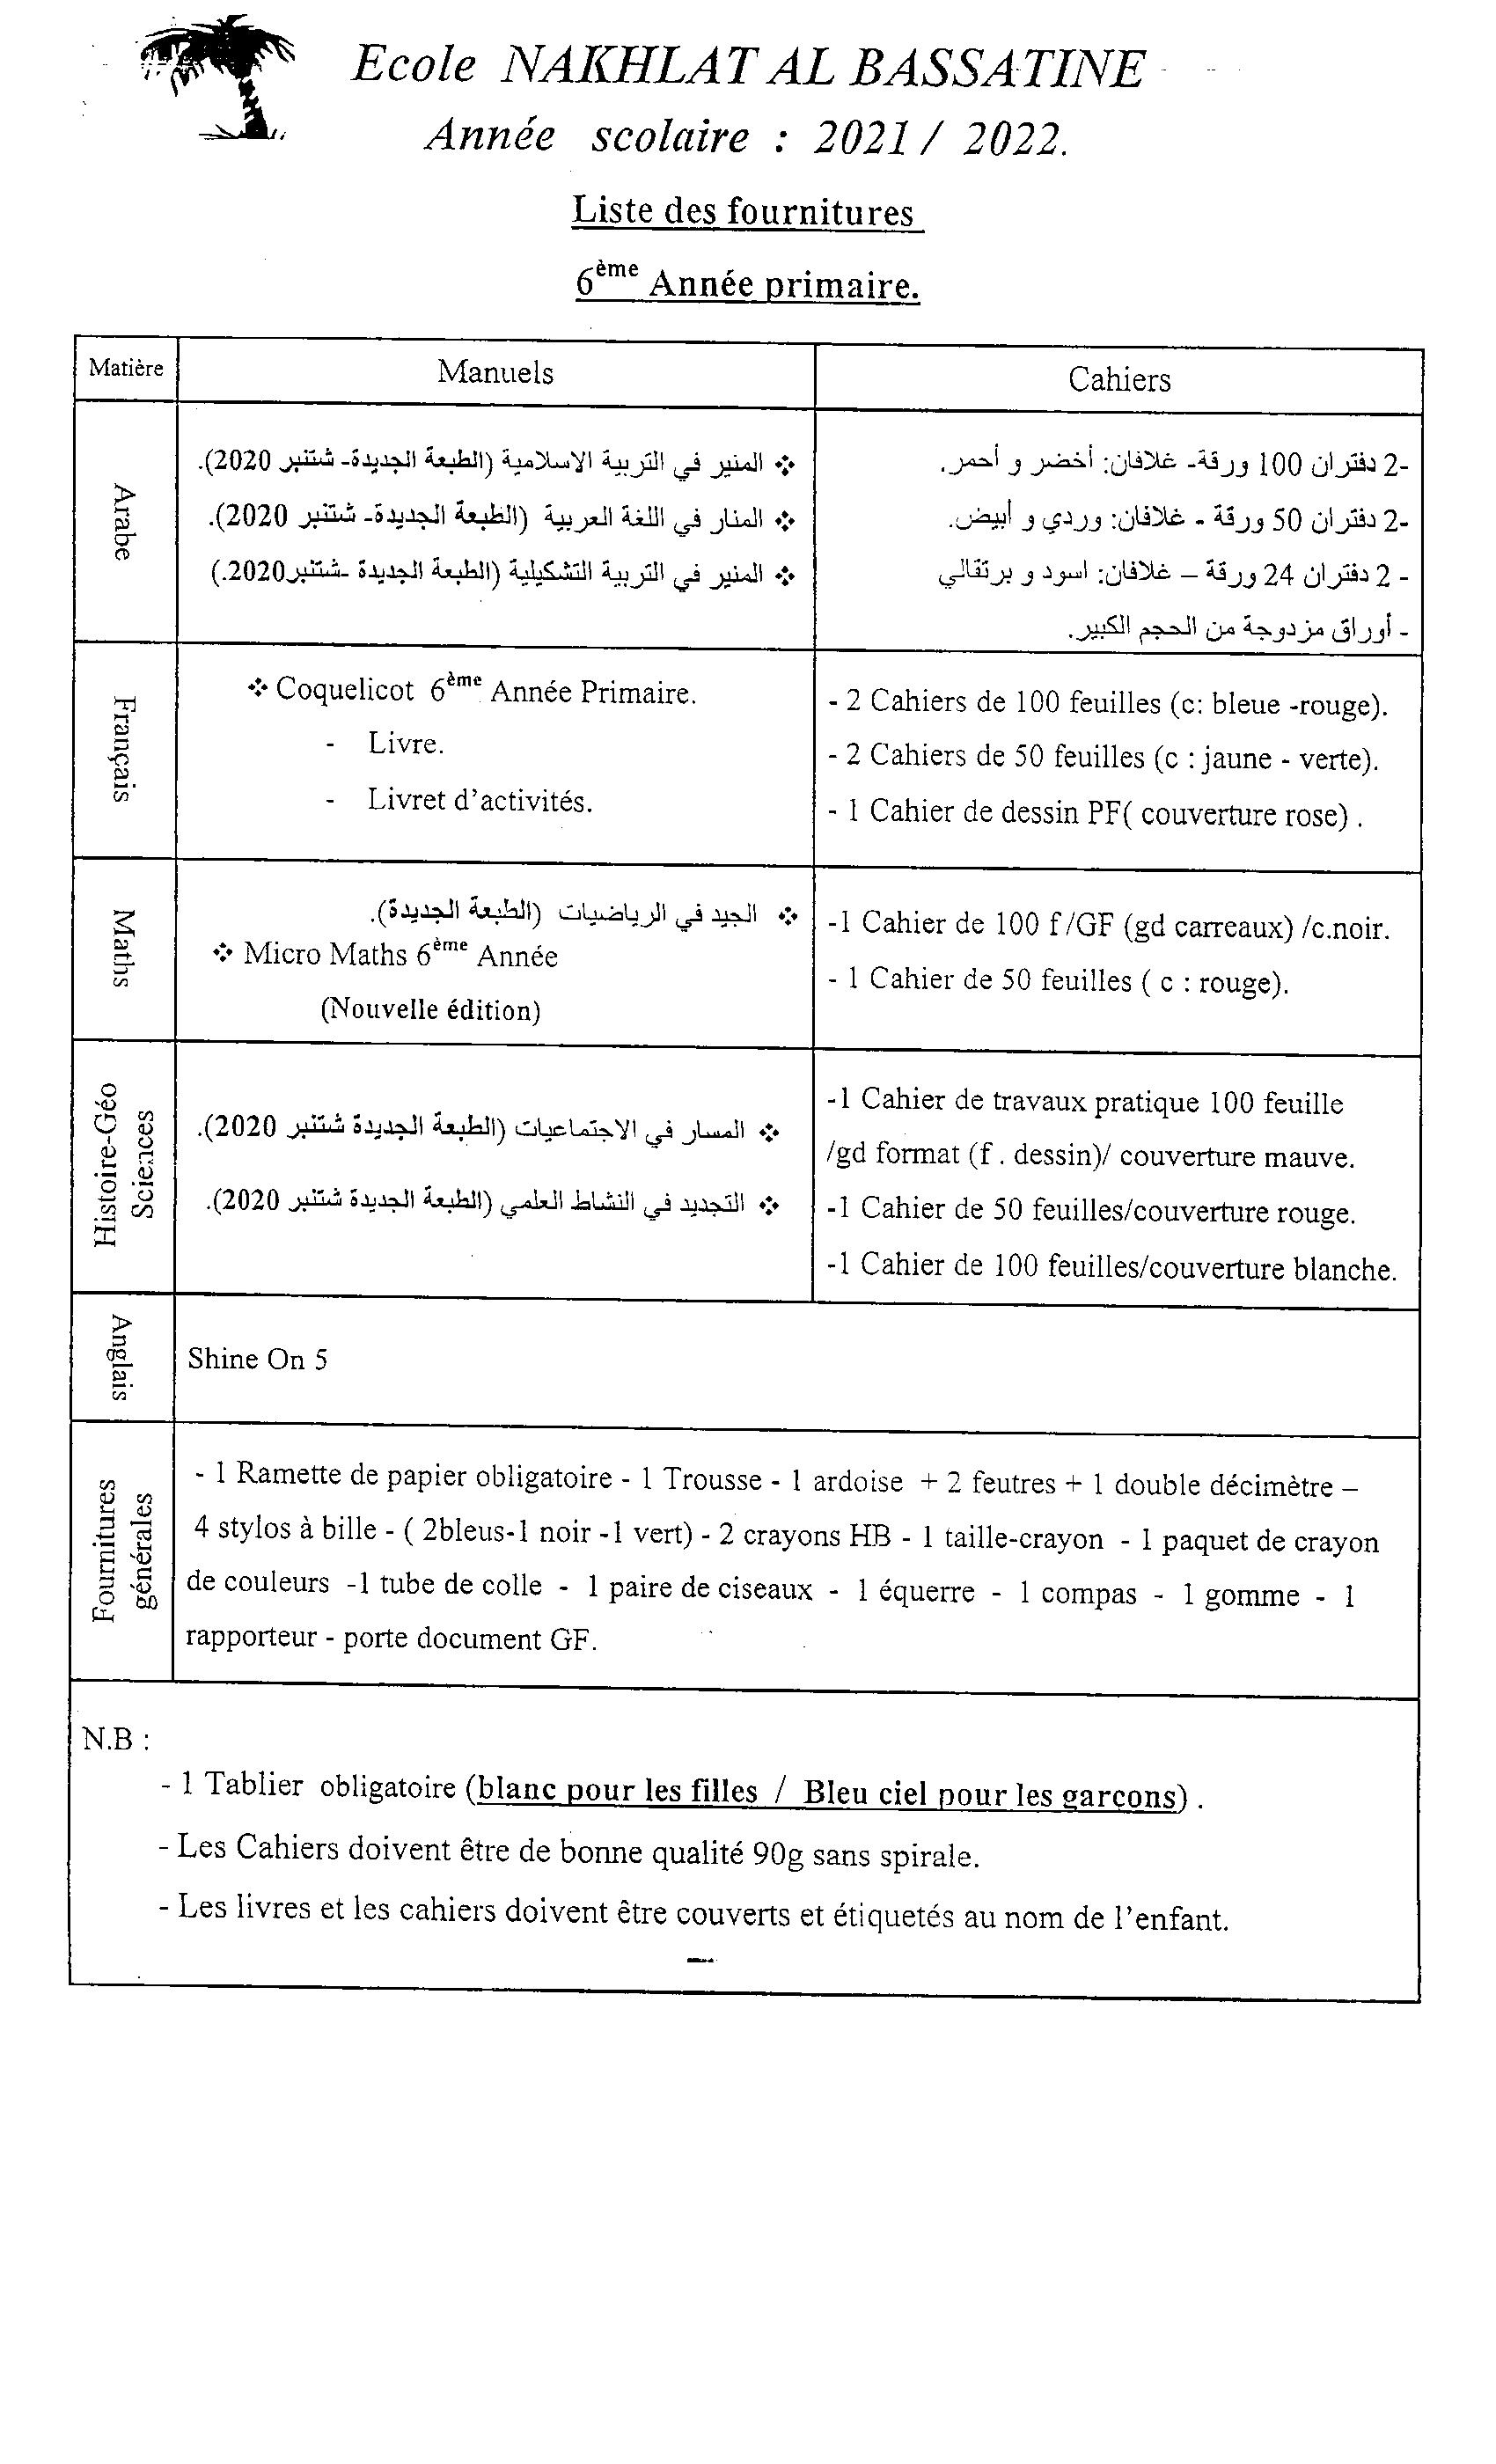 Ecole NAKHLAT AL BASSATINE
Année scolaire : 2021 / 2022.
Liste des fournitures
6ème Année primaire.
Matière
Manuels
Cahiers
Arabe
❖ المنير في التربية الاسلامية (الطبعة الجديدة- شتنبر 2020).
❖ المنار في اللغة العربية (الطبعة الجديدة- شتنبر 2020).
❖ المنير في التربية التشكيلية (الطبعة الجديدة -شتنبر2020.)
-2 دفتران 100 ورقة- غلافان: أخضر و أحمر.
-2 دفتران 50 ورقة - غلافان: وردي و أبيض.
- 2 دفتران 24 ورقة – غلافان: اسود و برتقالي
- أوراق مزدوجة من الحجم الكبير.
Français
❖ Coquelicot 6ème Année Primaire.
- Livre.
- Livret d'activités.
- 2 Cahiers de 100 feuilles (c: bleue -rouge).
- 2 Cahiers de 50 feuilles (c : jaune - verte).
- 1 Cahier de dessin PF( couverture rose) .
Maths
❖ الجيد في الرياضيات (الطبعة الجديدة).
❖ Micro Maths 6ème Année
(Nouvelle édition)
-1 Cahier de 100 f /GF (gd carreaux) /c.noir.
- 1 Cahier de 50 feuilles ( c : rouge).
Histoire-Géo
Sciences
❖ المسار في الاجتماعيات (الطبعة الجديدة شتنبر 2020).
❖ التجديد في النشاط العلمي (الطبعة الجديدة شتنبر 2020).
-1 Cahier de travaux pratique 100 feuille
/gd format (f . dessin)/ couverture mauve.
-1 Cahier de 50 feuilles/couverture rouge.
-1 Cahier de 100 feuilles/couverture blanche.
Anglais
Shine On 5
Fournitures
générales
- 1 Ramette de papier obligatoire - 1 Trousse - 1 ardoise + 2 feutres + 1 double décimètre –
4 stylos à bille - ( 2bleus-1 noir -1 vert) - 2 crayons HB - 1 taille-crayon - 1 paquet de crayon
de couleurs -1 tube de colle - 1 paire de ciseaux - 1 équerre - 1 compas - 1 gomme - 1
rapporteur - porte document GF.
N.B :
- 1 Tablier obligatoire (blanc pour les filles / Bleu ciel pour les garçons) .
- Les Cahiers doivent être de bonne qualité 90g sans spirale.
- Les livres et les cahiers doivent être couverts et étiquetés au nom de l'enfant.